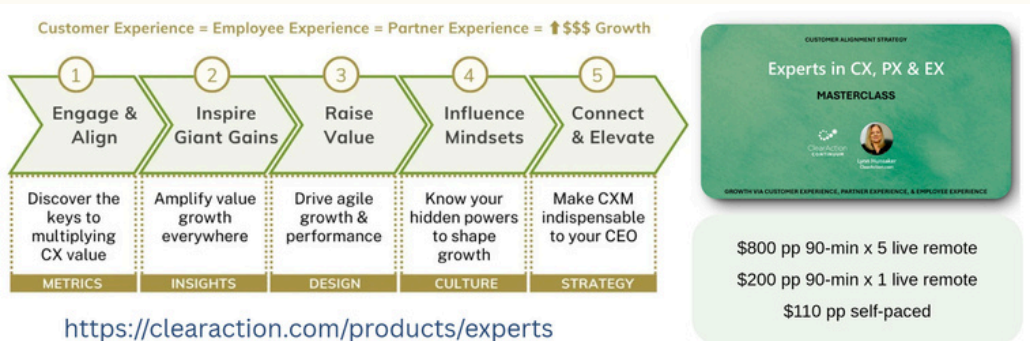 Customer Experience = Employee Experience = Partner Experience = ⬆$$$ Growth
1
Engage &
Align
Discover the
keys to
multiplying
CX value
METRICS
2
Inspire
Giant Gains
Amplify value
growth
everywhere
INSIGHTS
3
Raise
Value
Drive agile
growth &
performance
DESIGN
4
Influence
Mindsets
Know your
hidden powers
to shape
growth
CULTURE
5
Connect
& Elevate
Make CXM
indispensable
to your CEO
STRATEGY
https://clearaction.com/products/experts
CUSTOMER ALIGNMENT STRATEGY
Experts in CX, PX & EX
MASTERCLASS
ClearAction
Lynn Hunsaker
ClearAction.com
GROWTH VIA CUSTOMER EXPERIENCE, PARTNER EXPERIENCE, & EMPLOYEE EXPERIENCE
$800 pp 90-min x 5 live remote
$200 pp 90-min x 1 live remote
$110 pp self-paced